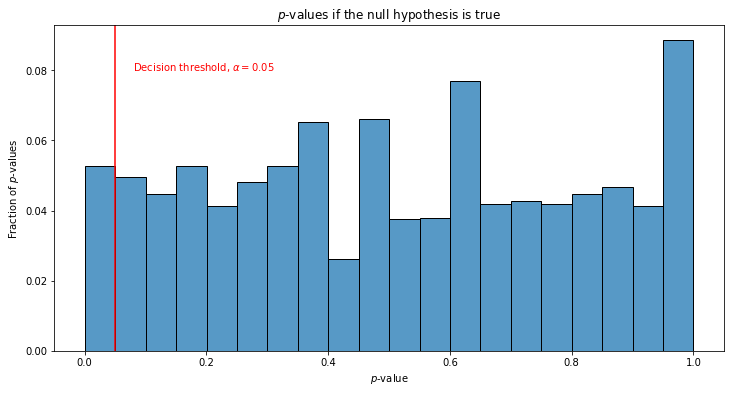 p-values if the null hypothesis is true
Decision threshold, α = 0.05
Fraction of p-values
0.08
0.06
0.04
0.02
0.00
0.0 0.2 0.4 0.6 0.8 1.0
p-value